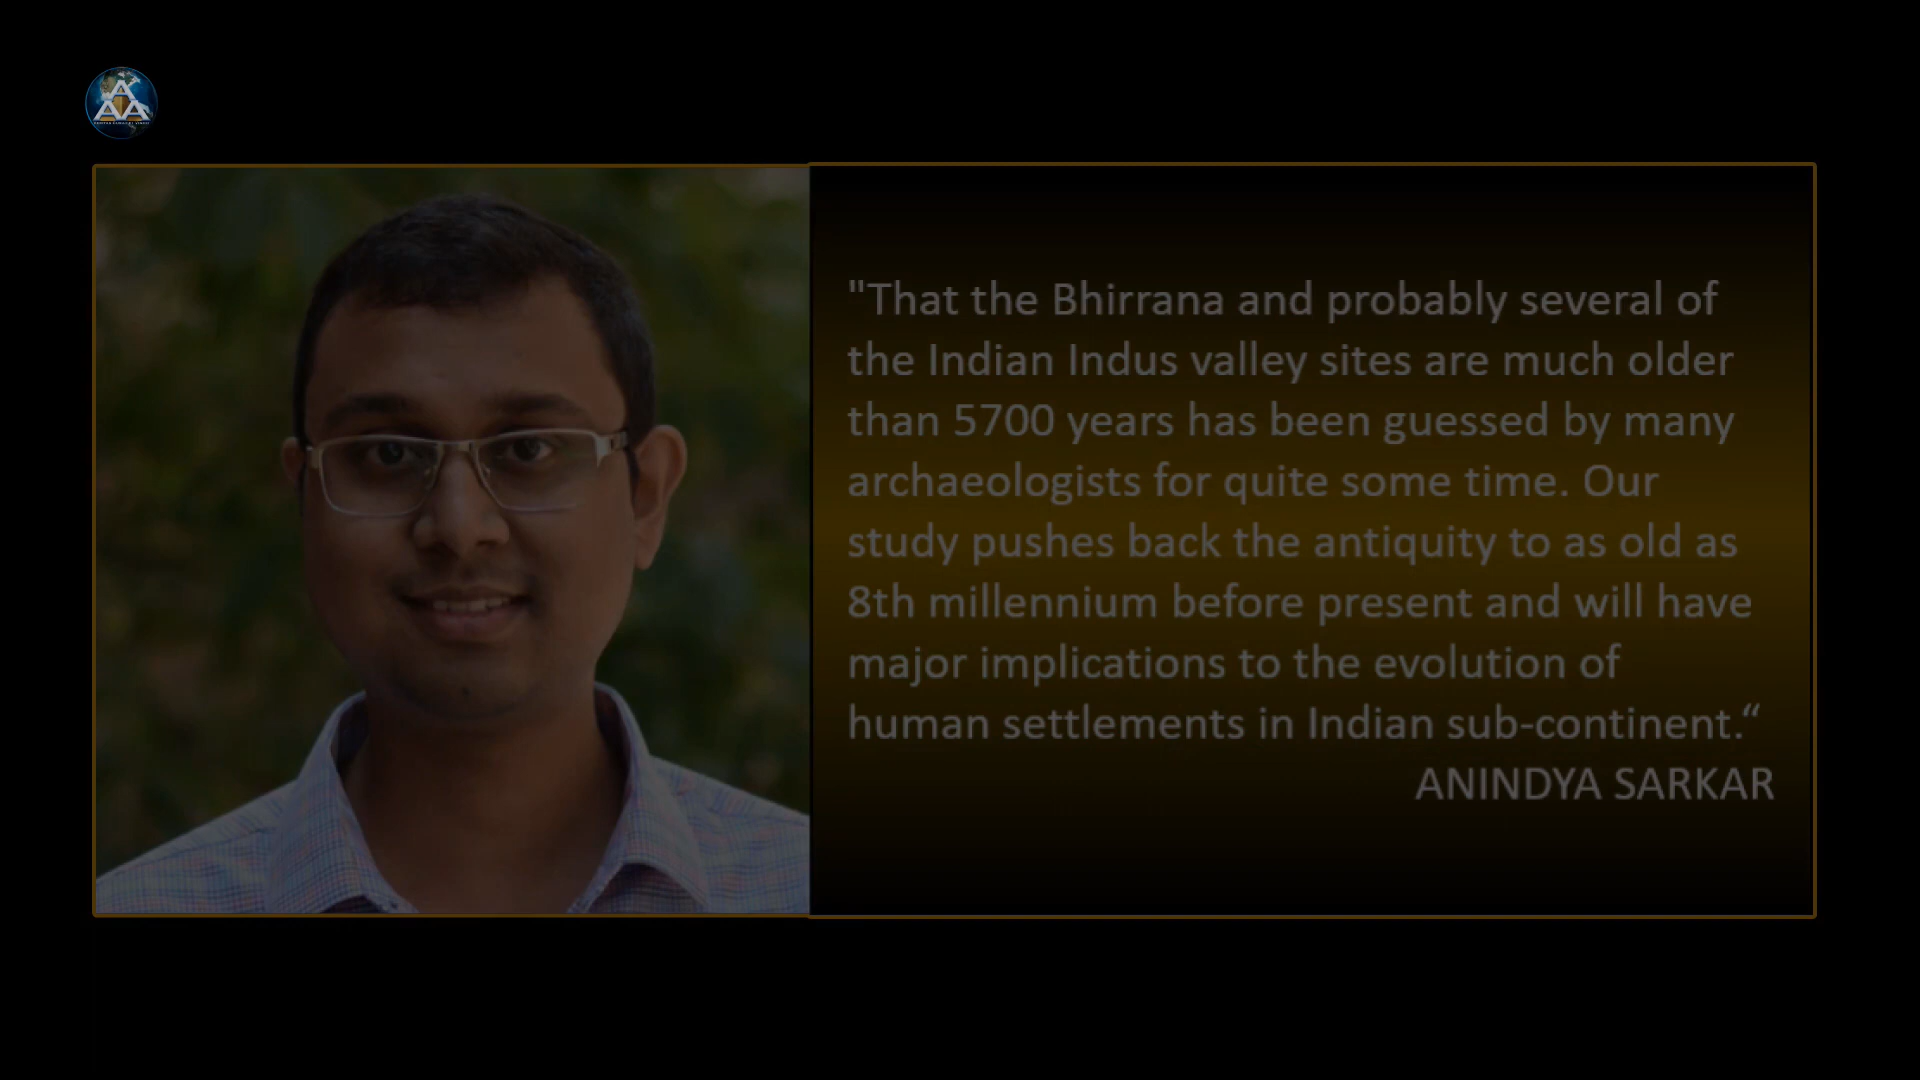 AAA
"That the Bhirrana and probably several of
the Indian Indus valley sites are much older
than 5700 years has been guessed by many
archaeologists for quite some time. Our
study pushes back the antiquity to as old as
8th millennium before present and will have
major implications to the evolution of
human settlements in Indian sub-continent.“
ANINDYA SARKAR